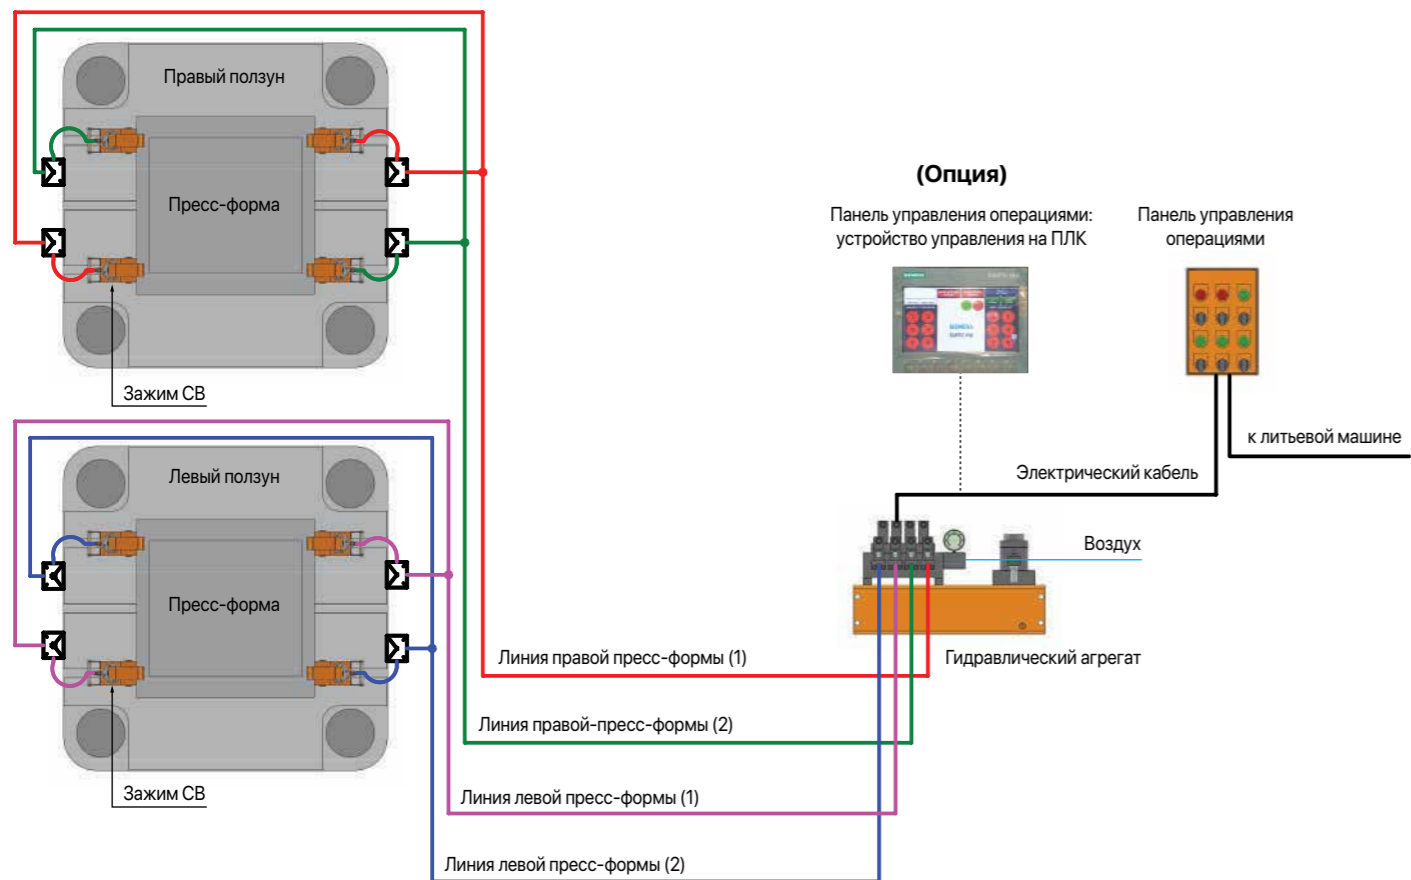 Правый ползун
Пресс-форма
Зажим СВ
Левый ползун
Пресс-форма
Зажим СВ
(Опция)
Панель управления операциями:
устройство управления на ПЛК
Панель управления
операциями
SIEMENS
к литьевой машине
Электрический кабель
Воздух
Гидравлический агрегат
Линия правой пресс-формы (1)
Линия правой-пресс-формы (2)
Линия левой пресс-формы (1)
Линия левой пресс-формы (2)